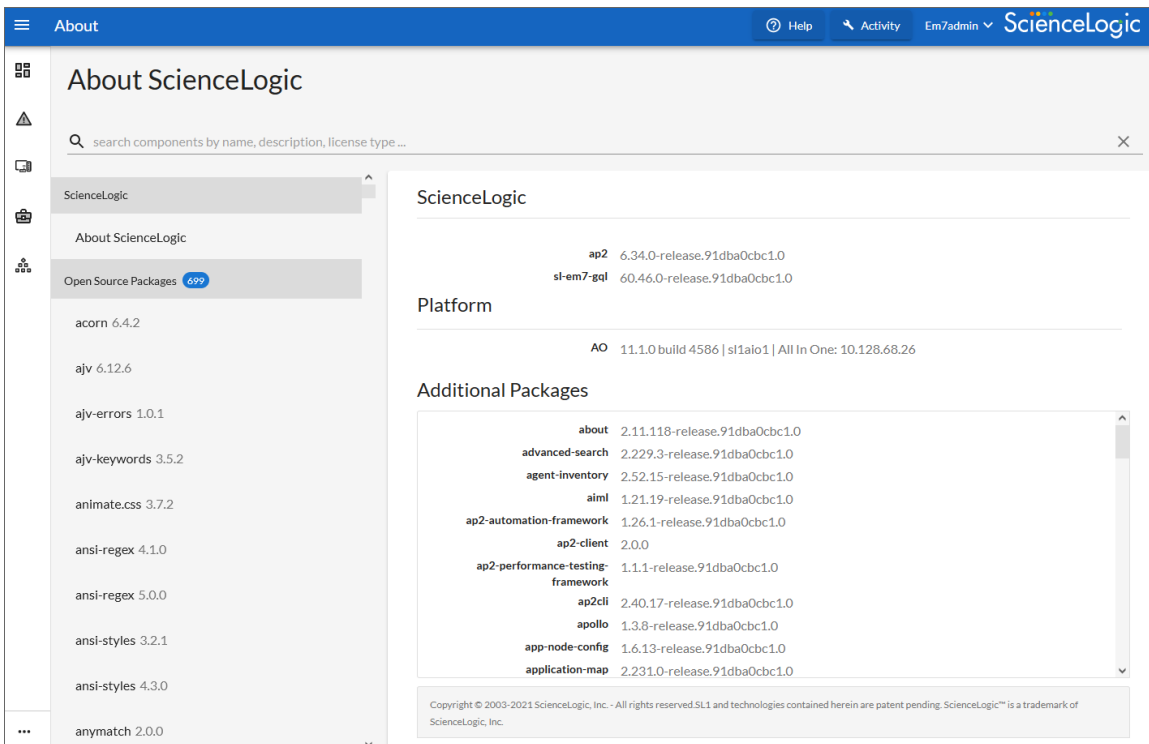 About
Help
Activity
Em7admin
ScienceLogic
About ScienceLogic
search components by name, description, license type ...
ScienceLogic
About ScienceLogic
Open Source Packages 699
acorn 6.4.2
ajv 6.12.6
ajv-errors 1.0.1
ajv-keywords 3.5.2
animate.css 3.7.2
ansi-regex 4.1.0
ansi-regex 5.0.0
ansi-styles 3.2.1
ansi-styles 4.3.0
anymatch 2.0.0
ScienceLogic
ap2 6.34.0-release.91dba0cbc1.0
sl-em7-gql 60.46.0-release.91dba0cbc1.0
Platform
AO 11.1.0 build 4586 | sl1aio1 | All In One: 10.128.68.26
Additional Packages
about 2.11.118-release.91dba0cbc1.0
advanced-search 2.229.3-release.91dba0cbc1.0
agent-inventory 2.52.15-release.91dba0cbc1.0
aiml 1.21.19-release.91dba0cbc1.0
ap2-automation-framework 1.26.1-release.91dba0cbc1.0
ap2-client 2.0.0
ap2-performance-testing- 1.1.1-release.91dba0cbc1.0
framework
ap2cli 2.40.17-release.91dba0cbc1.0
apollo 1.3.8-release.91dba0cbc1.0
app-node-config 1.6.13-release.91dba0cbc1.0
application-map 2.231.0-release.91dba0cbc1.0
Copyright © 2003-2021 ScienceLogic, Inc. - All rights reserved.SL1 and technologies contained herein are patent pending. ScienceLogic™ is a trademark of
ScienceLogic, Inc.